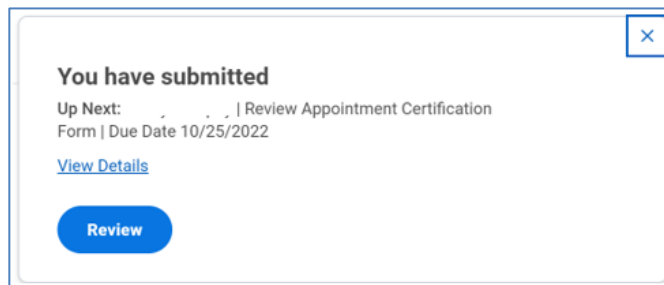 You have submitted
Up Next: | Review Appointment Certification
Form | Due Date 10/25/2022
View Details
Review